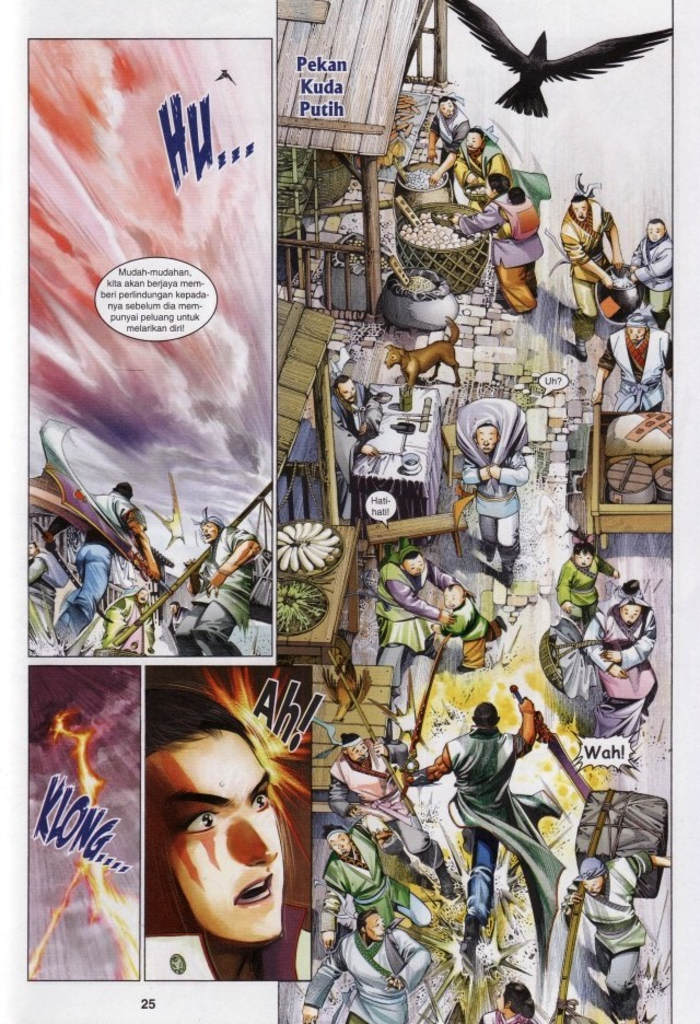 HU...
Mudah-mudahan,
kita akan berjaya mem-
beri perlindungan kepada-
nya sebelum dia mem-
punyai peluang untuk
melarikan diri!
KLONG....
Ah!
Pekan
Kuda
Putih
Uh?
Hati-
hati!
Wah!
25